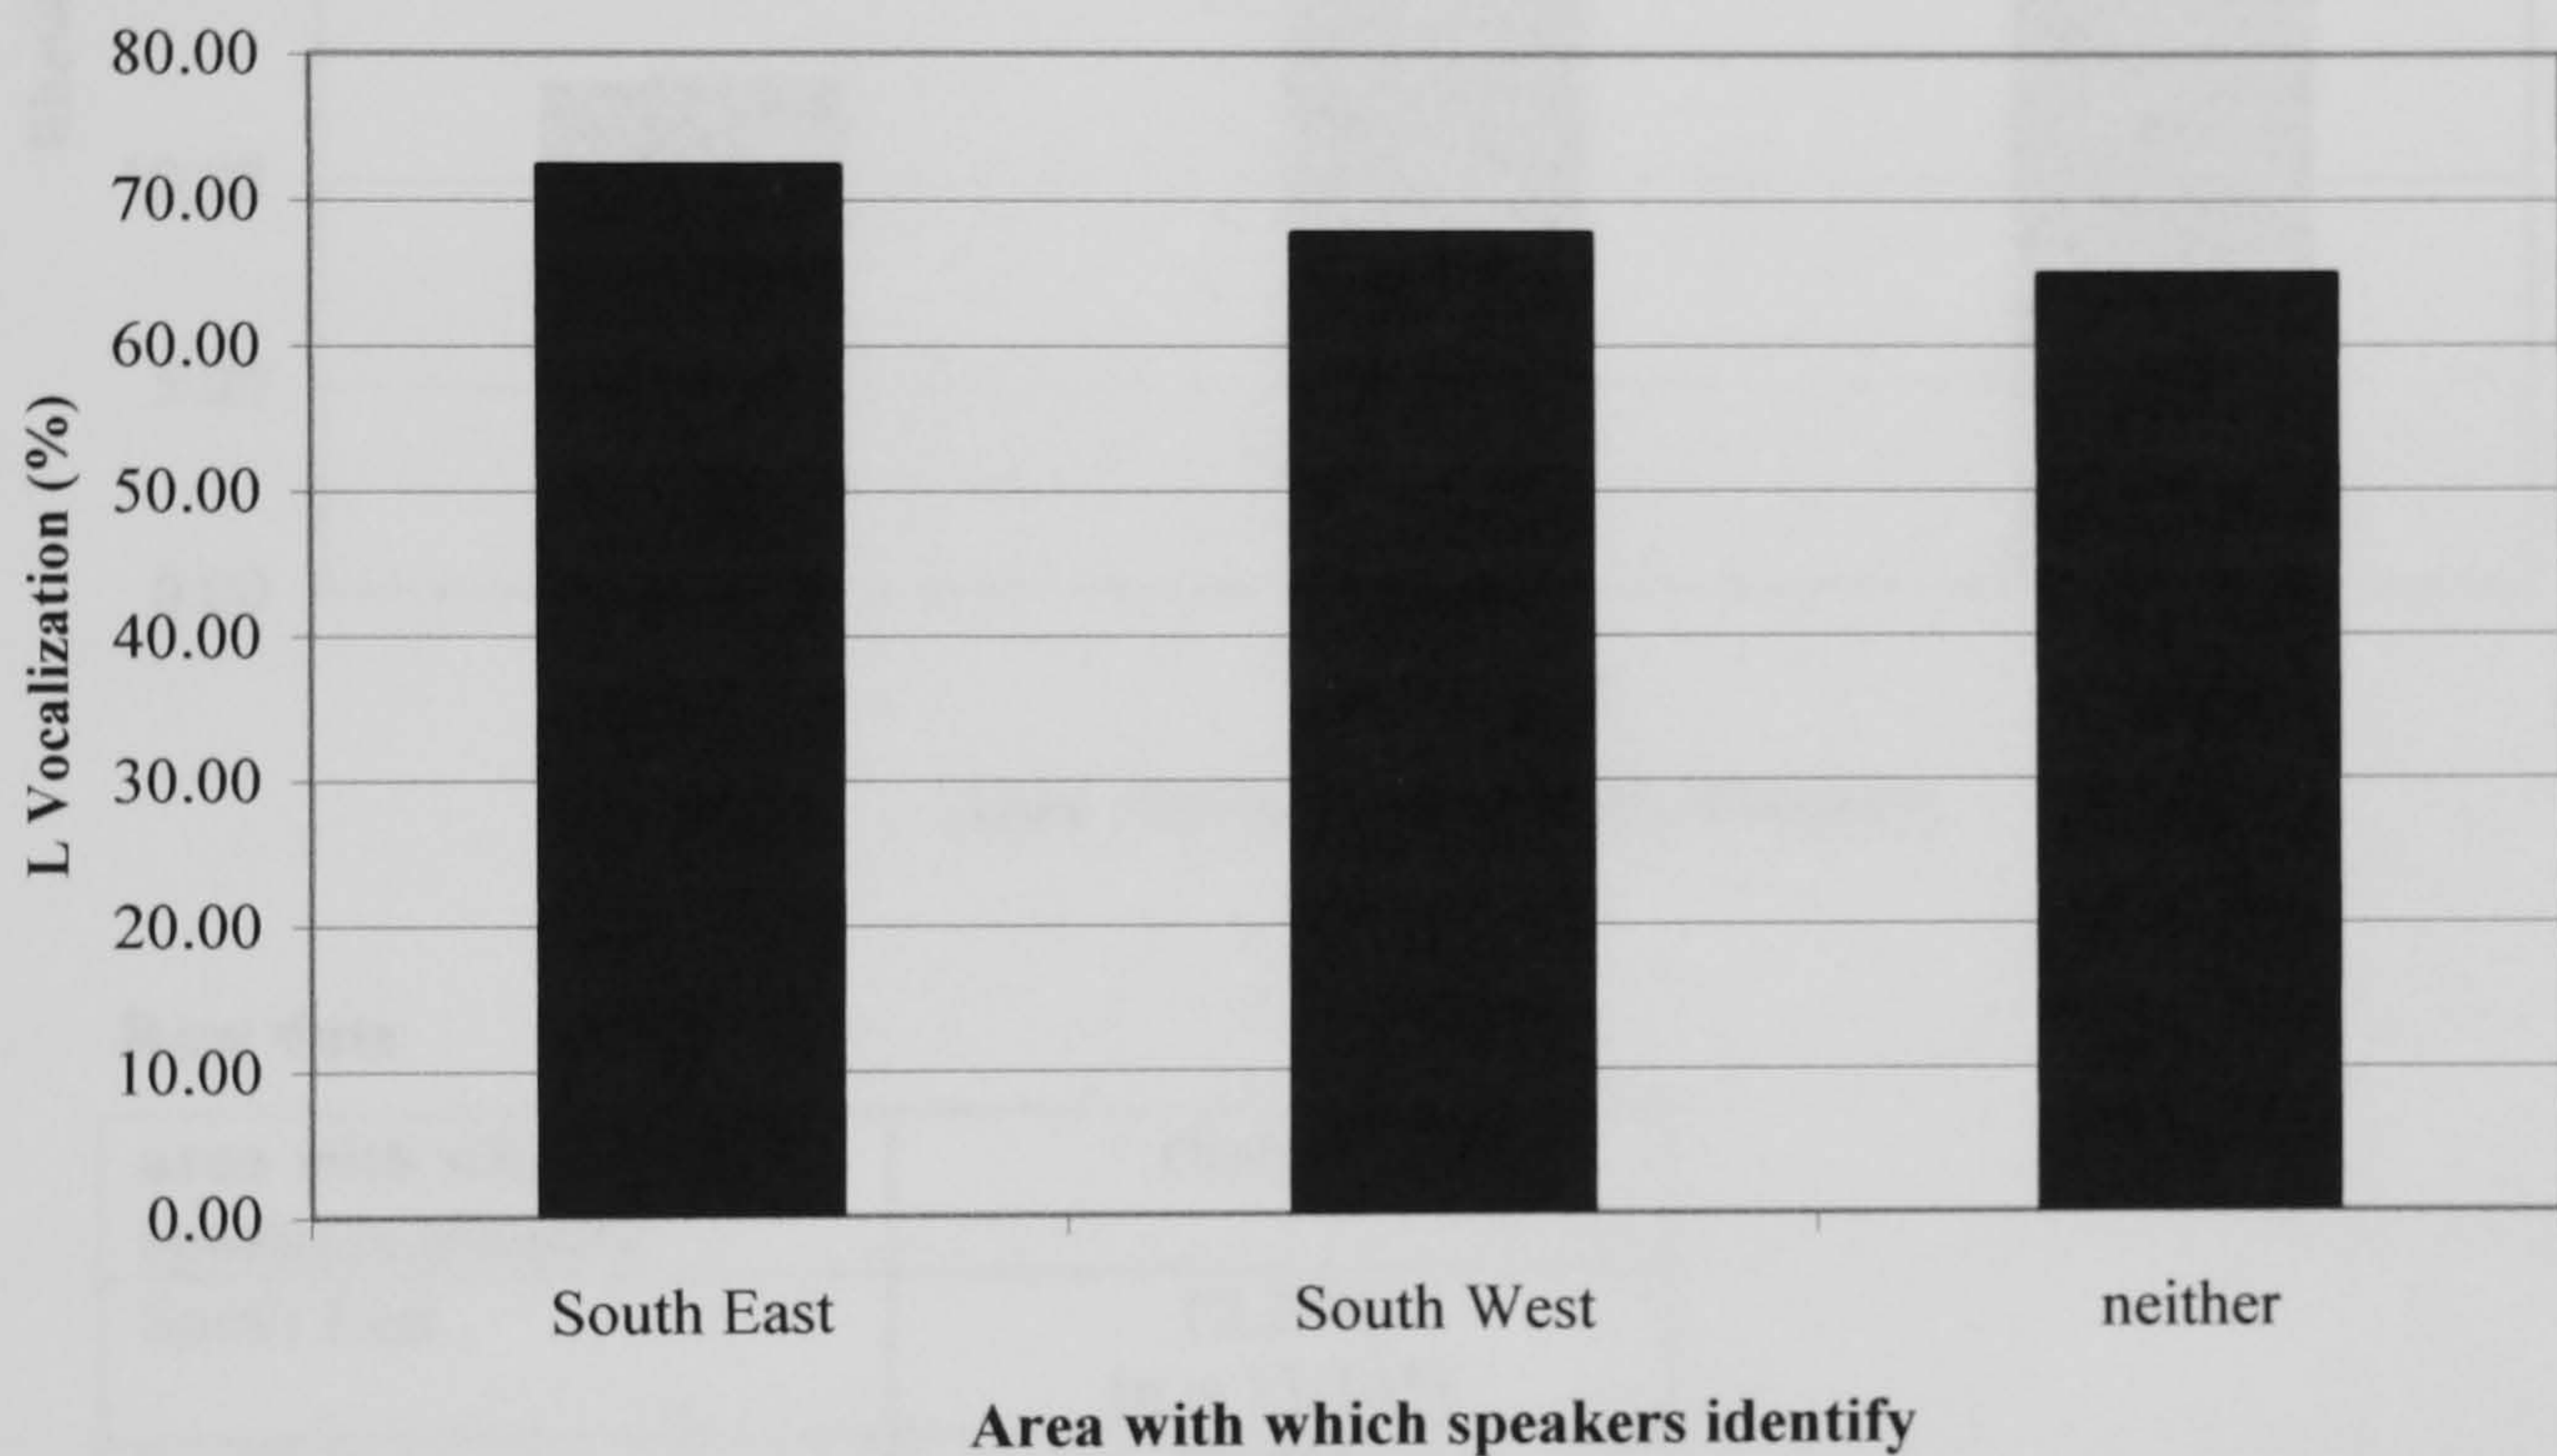 80.00
70.00
60.00
50.00
40.00
30.00
20.00
10.00
0.00
L Vocalization (%)
South East
South West
neither
Area with which speakers identify